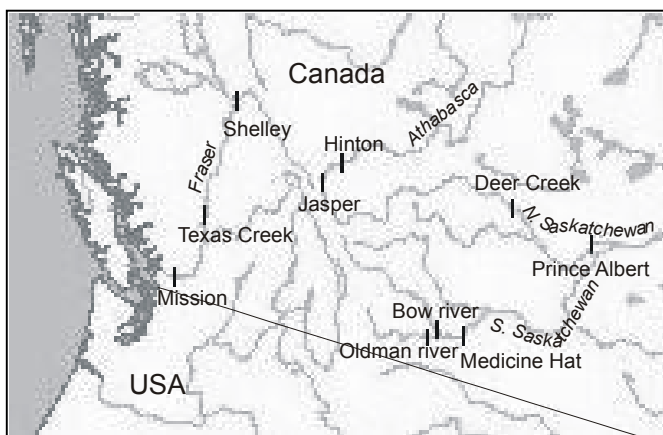 Canada
Athabasca
Shelley
Hinton
Fraser
Jasper
Deer Creek
N. Saskatchewan
Texas Creek
Prince Albert
Mission
Bow river
S. Saskatchewan
Oldman river
Medicine Hat
USA